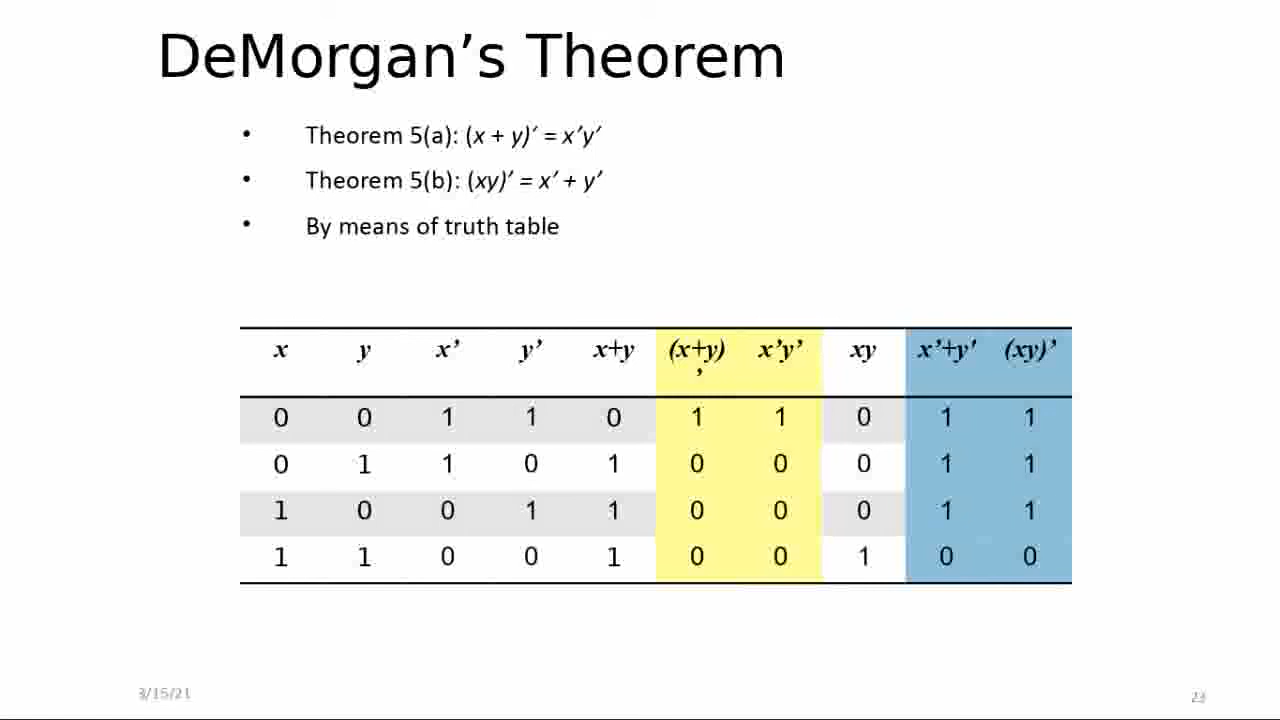 DeMorgan’s Theorem
• Theorem 5(a): (x + y)′ = x’y′
• Theorem 5(b): (xy)′ = x′ + y′
• By means of truth table
x y x’ y’ x+y (x+y)’ x’y’ xy x’+y' (xy)’
0 0 1 1 0 1 1 0 1 1
0 1 1 0 1 0 0 0 1 1
1 0 0 1 1 0 0 0 1 1
1 1 0 0 1 0 0 1 0 0
3/15/21
23